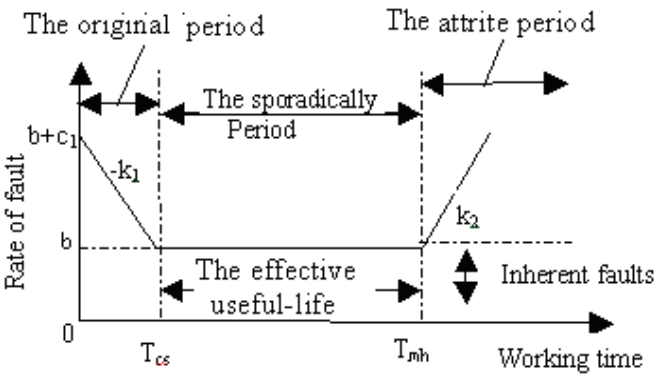 The original period
The attrite period
The sporadically
Period
b+c1
-k1
Rate of fault
b
k2
The effective
useful-life
Inherent faults
0
Tcs
Tmh
Working time